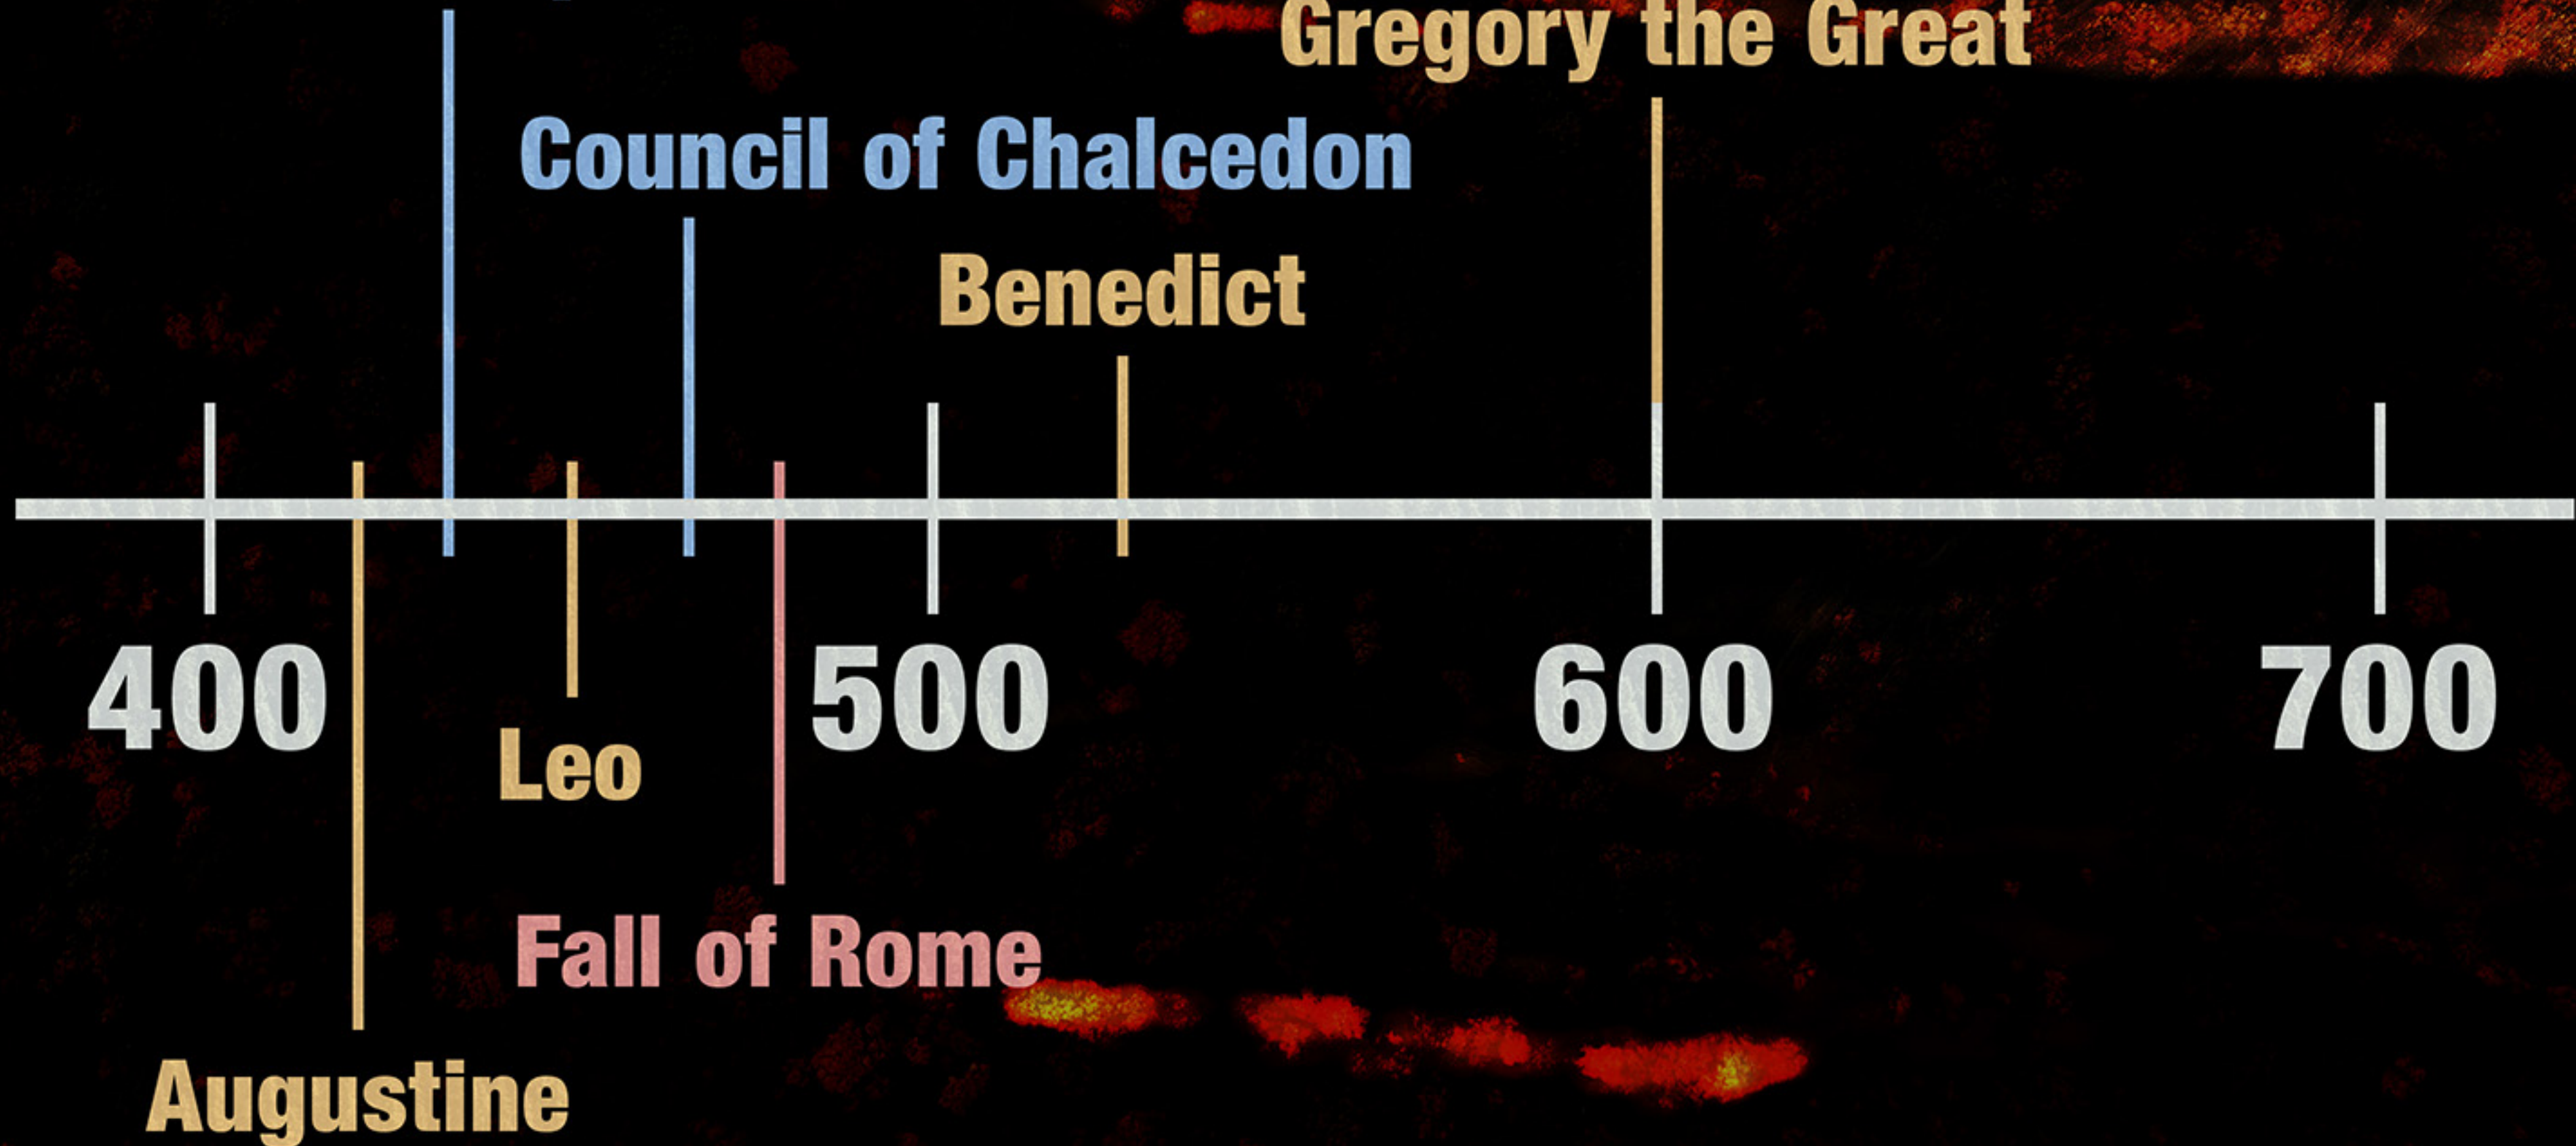 Gregory the Great
Council of Chalcedon
Benedict
400
500
600
700
Leo
Fall of Rome
Augustine